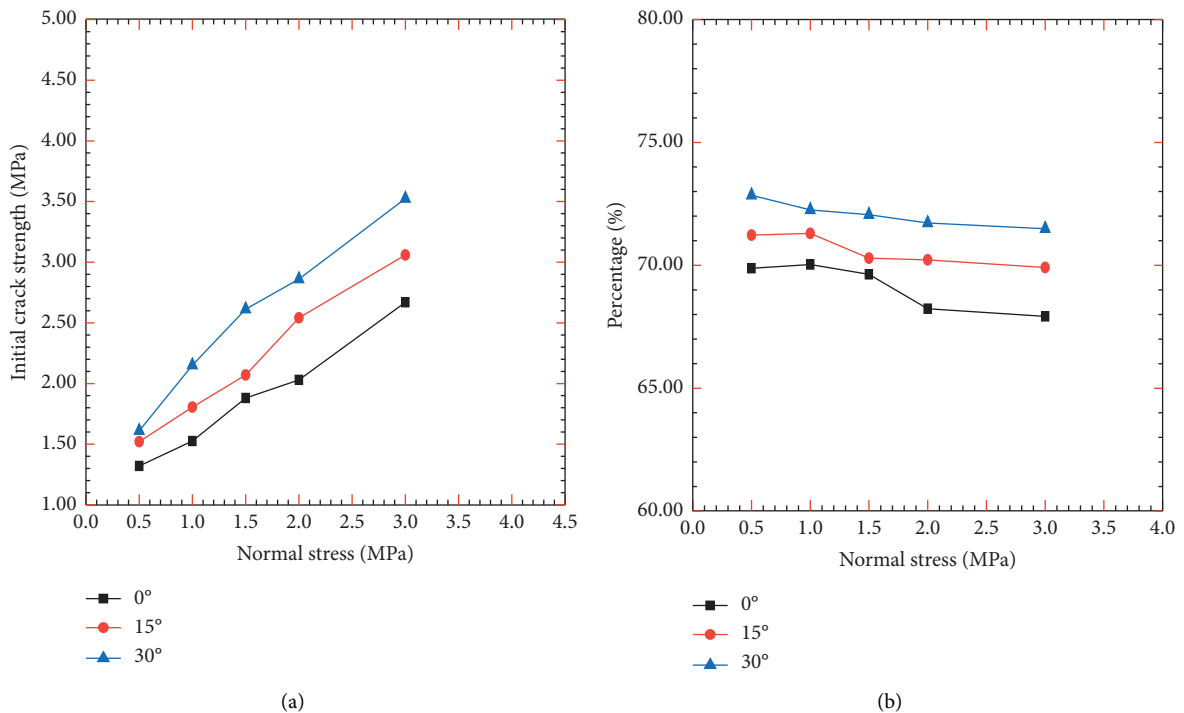 5.00
4.50
4.00
3.50
3.00
2.50
2.00
1.50
1.00
Initial crack strength (MPa)
0.0 0.5 1.0 1.5 2.0 2.5 3.0 3.5 4.0 4.5
Normal stress (MPa)
0°
15°
30°
(a)
80.00
75.00
70.00
65.00
60.00
Percentage (%)
0.0 0.5 1.0 1.5 2.0 2.5 3.0 3.5 4.0
Normal stress (MPa)
0°
15°
30°
(b)